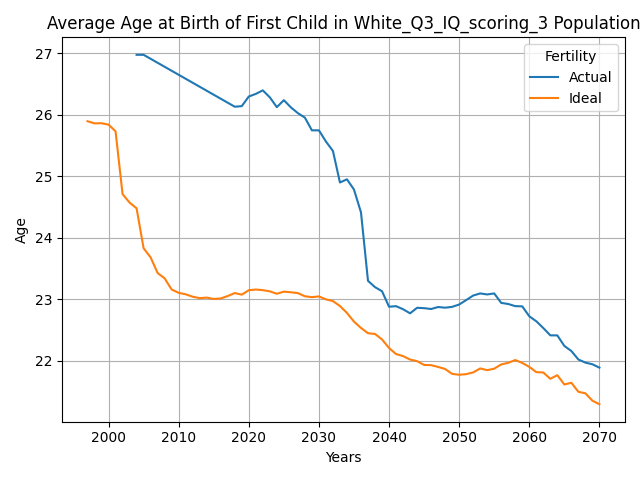 Average Age at Birth of First Child in White_Q3_IQ_scoring_3 Population
Fertility
Actual
Ideal
27
26
25
24
23
22
Age
2000
2010
2020
2030
2040
2050
2060
2070
Years